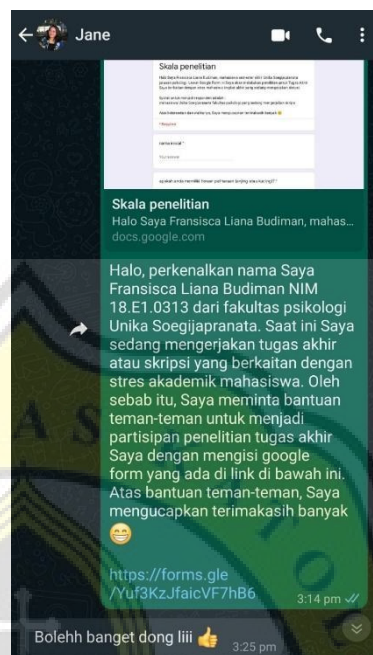 Jane
Skala penelitian
* Required
nama inisial *
Skala penelitian
Halo Saya Fransisca Liana Budiman, mahas...
docs.google.com
Halo, perkenalkan nama Saya
Fransisca Liana Budiman NIM
18.E1.0313 dari fakultas psikologi
Unika Soegijapranata. Saat ini Saya
sedang mengerjakan tugas akhir
atau skripsi yang berkaitan dengan
stres akademik mahasiswa. Oleh
sebab itu, Saya meminta bantuan
teman-teman untuk menjadi
partisipan penelitian tugas akhir
Saya dengan mengisi google
form yang ada di link di bawah ini.
Atas bantuan teman-teman, Saya
mengucapkan terimakasih banyak
😁
https://forms.gle
/Yuf3KzJfaicVF7hB6
3:14 pm
Bolehh banget dong liii 👍
3:25 pm